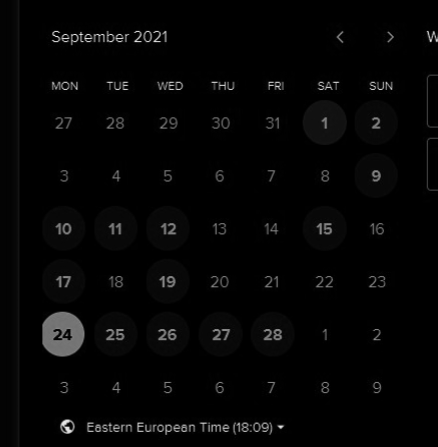 September 2021 < > W
MON TUE WED THU FRI SAT SUN
27 28 29 30 31 1 2
3 4 5 6 7 8 9
10 11 12 13 14 15 16
17 18 19 20 21 22 23
24 25 26 27 28 1 2
3 4 5 6 7 8 9
Eastern European Time (18:09)